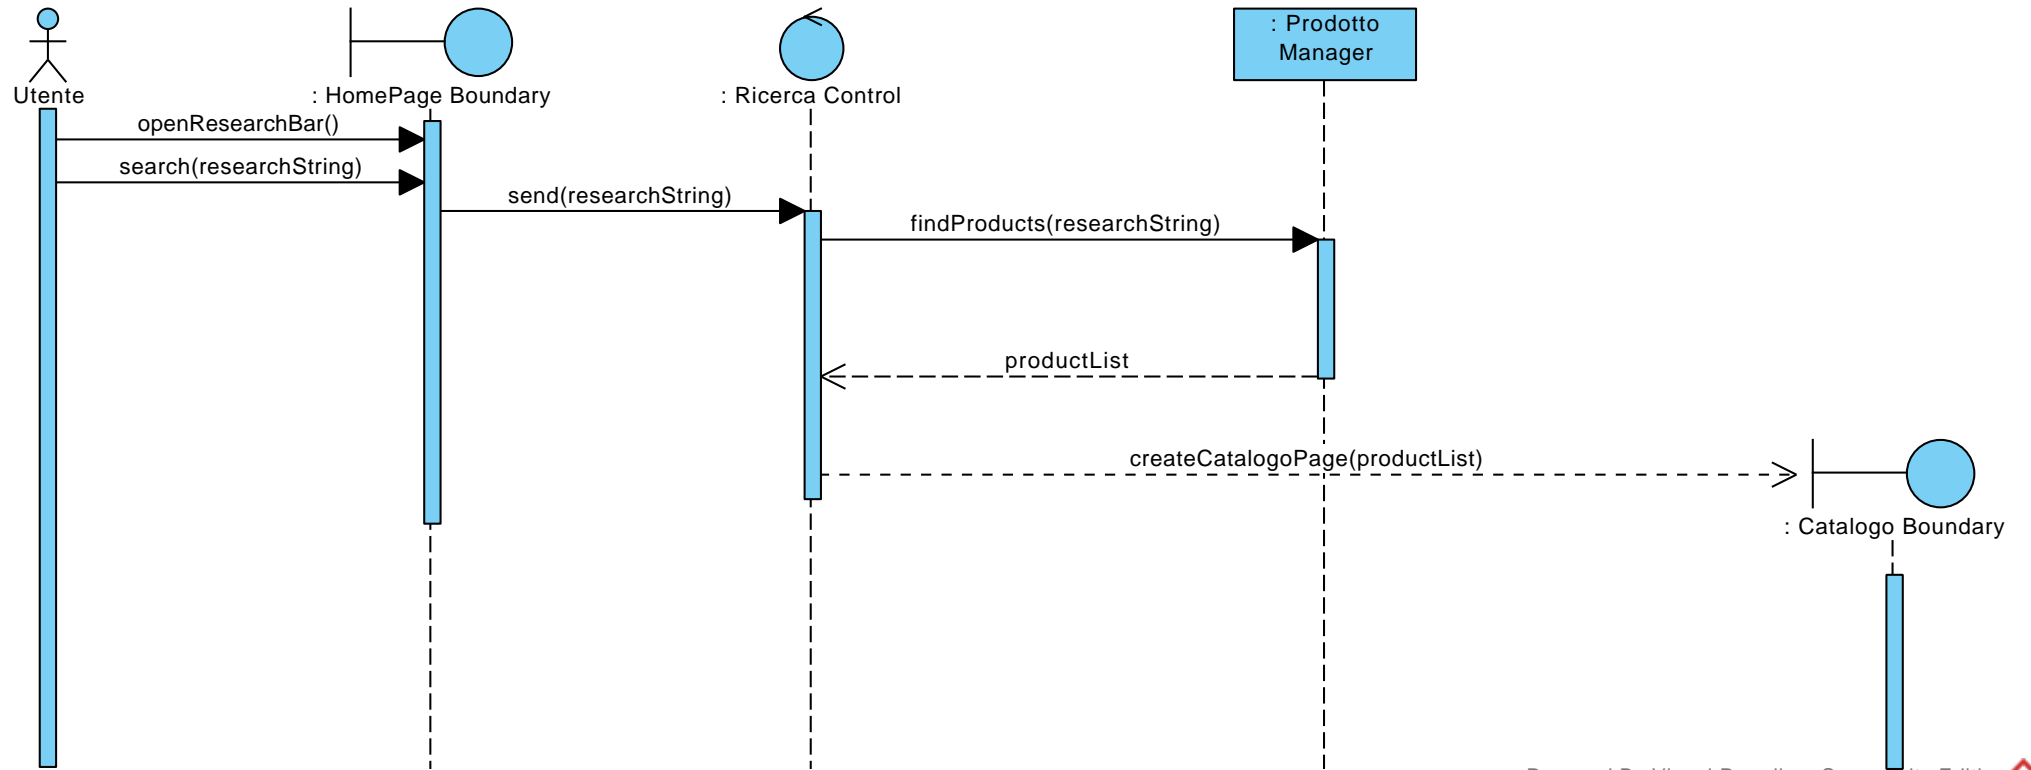 : Prodotto
Manager
Utente
: HomePage Boundary
: Ricerca Control
openResearchBar()
search(researchString)
send(researchString)
findProducts(researchString)
productList
createCatalogoPage(productList)
: Catalogo Boundary